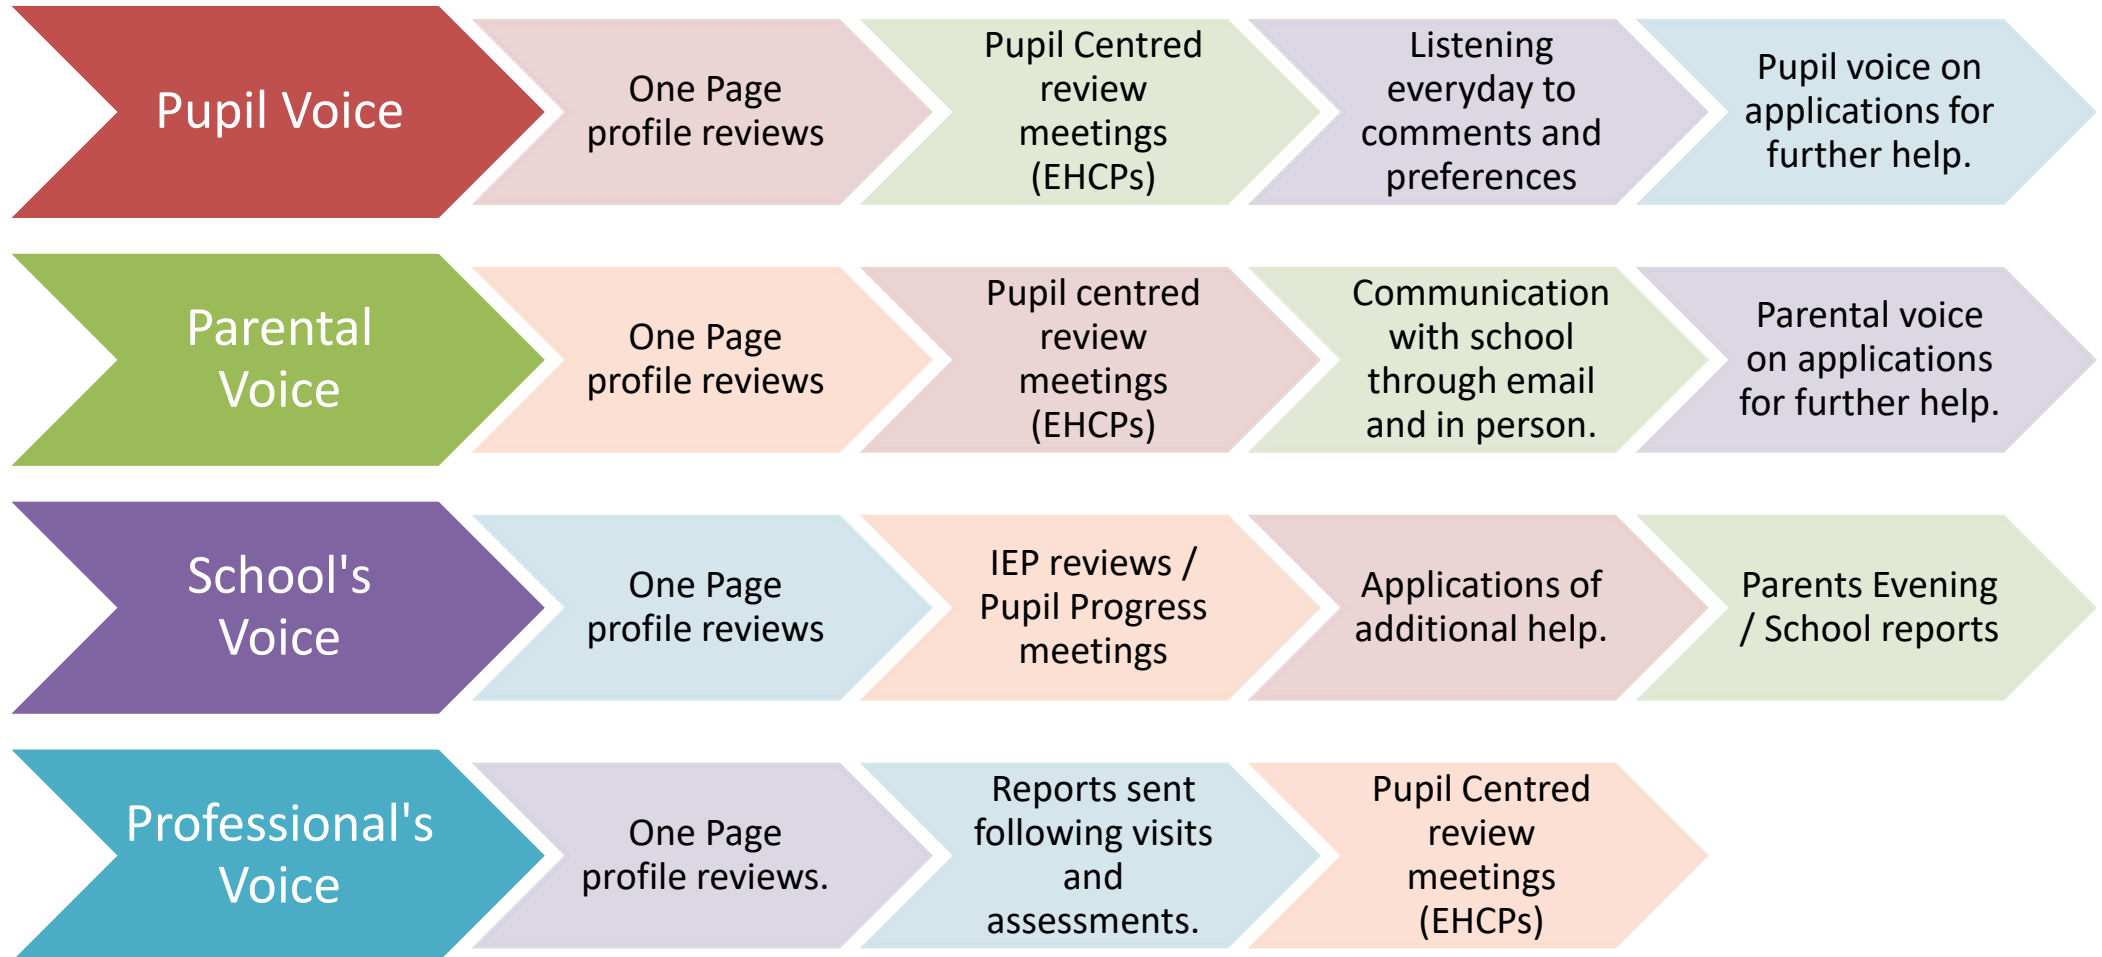 Pupil Voice
One Page
profile reviews
Pupil Centred
review
meetings
(EHCPs)
Listening
everyday to
comments and
preferences
Pupil voice on
applications for
further help.
Parental
Voice
One Page
profile reviews
Pupil centred
review
meetings
(EHCPs)
Communication
with school
through email
and in person.
Parental voice
on applications
for further help.
School's
Voice
One Page
profile reviews
IEP reviews /
Pupil Progress
meetings
Applications of
additional help.
Parents Evening
/ School reports
Professional's
Voice
One Page
profile reviews.
Reports sent
following visits
and
assessments.
Pupil Centred
review
meetings
(EHCPs)